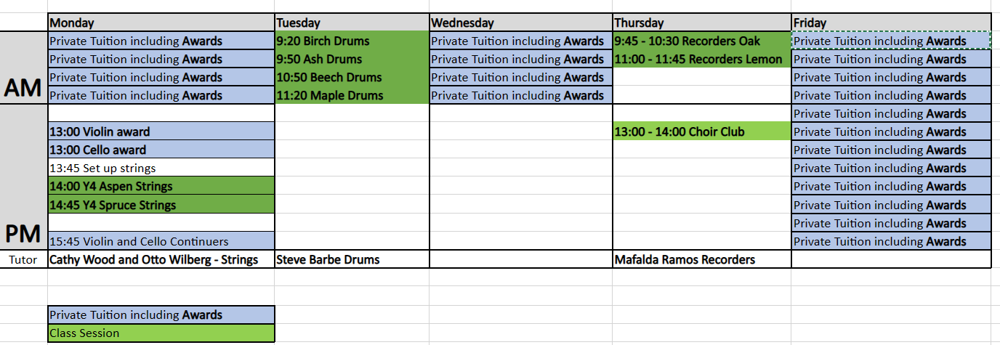 Monday Tuesday Wednesday Thursday Friday
Private Tuition including Awards 9:20 Birch Drums Private Tuition including Awards 9:45 - 10:30 Recorders Oak Private Tuition including Awards
Private Tuition including Awards 9:50 Ash Drums Private Tuition including Awards 11:00 - 11:45 Recorders Lemon Private Tuition including Awards
Private Tuition including Awards 10:50 Beech Drums Private Tuition including Awards Private Tuition including Awards
AM Private Tuition including Awards 11:20 Maple Drums Private Tuition including Awards Private Tuition including Awards
Private Tuition including Awards
13:00 Violin award 13:00 - 14:00 Choir Club Private Tuition including Awards
13:00 Cello award Private Tuition including Awards
13:45 Set up strings Private Tuition including Awards
14:00 Y4 Aspen Strings Private Tuition including Awards
14:45 Y4 Spruce Strings Private Tuition including Awards
Private Tuition including Awards
PM 15:45 Violin and Cello Continuers Private Tuition including Awards
Tutor Cathy Wood and Otto Wilberg - Strings Steve Barbe Drums Mafalda Ramos Recorders
Private Tuition including Awards
Class Session